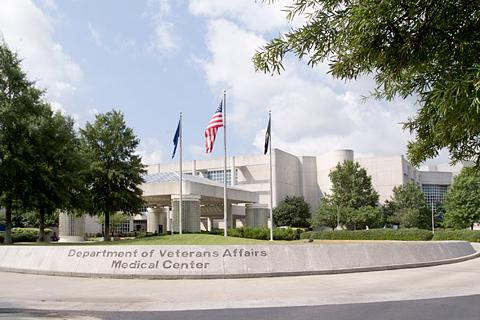 Department of Veterans Affairs
Medical Center